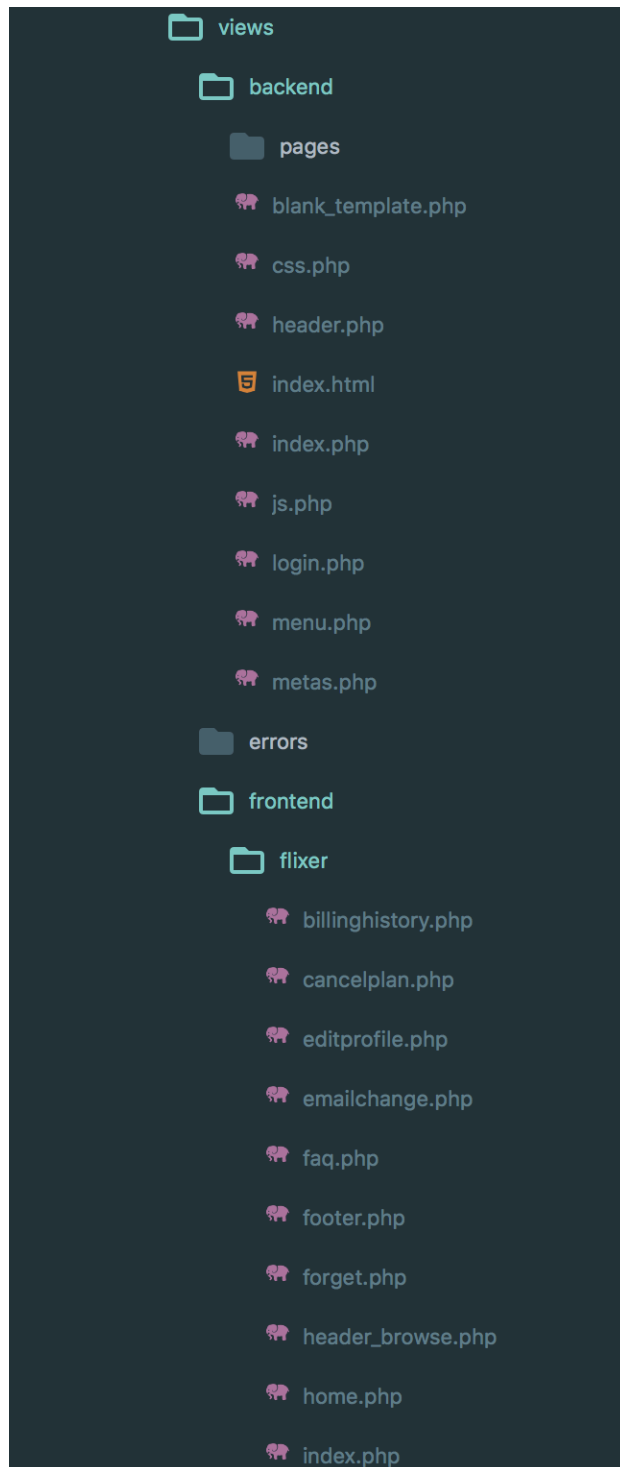 views
backend
pages
blank_template.php
css.php
header.php
index.html
index.php
js.php
login.php
menu.php
metas.php
errors
frontend
flixer
billinghistory.php
cancelplan.php
editprofile.php
emailchange.php
faq.php
footer.php
forget.php
header_browse.php
home.php
index.php